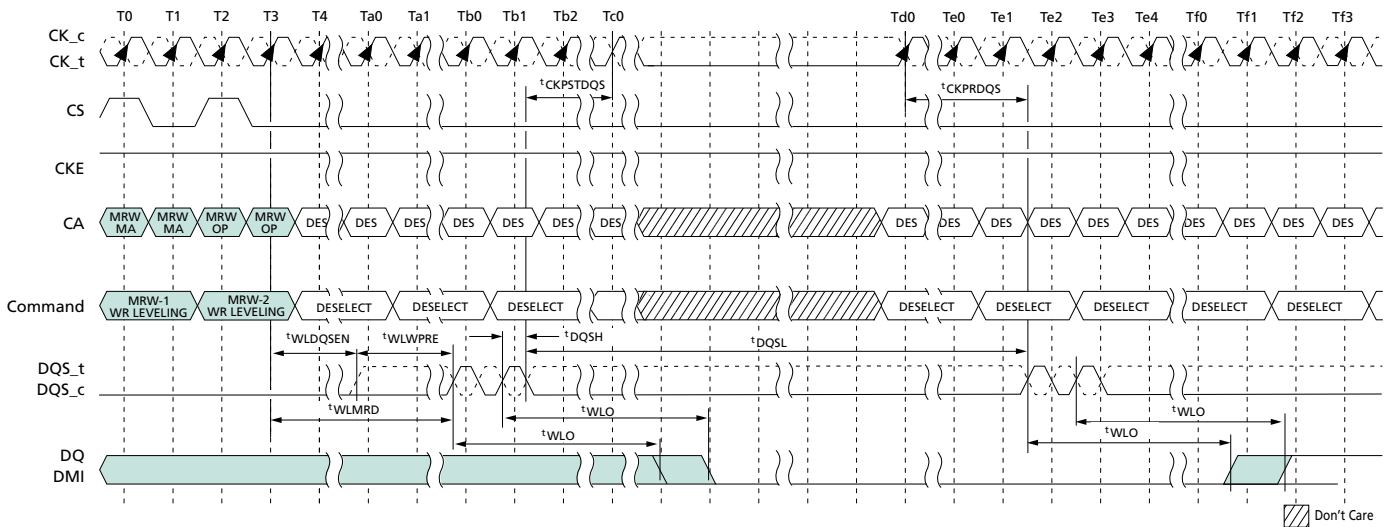 T0 T1 T2 T3 T4 Ta0 Ta1 Tb0 Tb1 Tb2 Tc0 Td0 Te0 Te1 Te2 Te3 Te4 Tf0 Tf1 Tf2 Tf3
CK_c
CK_t
tCKPSTDQS tCKPRDQS
CS
CKE
CA
MRW MA MRW MA MRW OP MRW OP DES DES DES DES DES DES DES DES DES DES DES DES DES DES DES DES DES
Command
MRW-1 WR LEVELING MRW-2 WR LEVELING DESELECT DESELECT DESELECT DESELECT DESELECT DESELECT DESELECT DESELECT
tWLDQSEN tWLWPRE tDQSH tDQSL
DQS_t
DQS_c
tWLMRD tWLO tWLO
tWLO tWLO
DQ
DMI
Don't Care